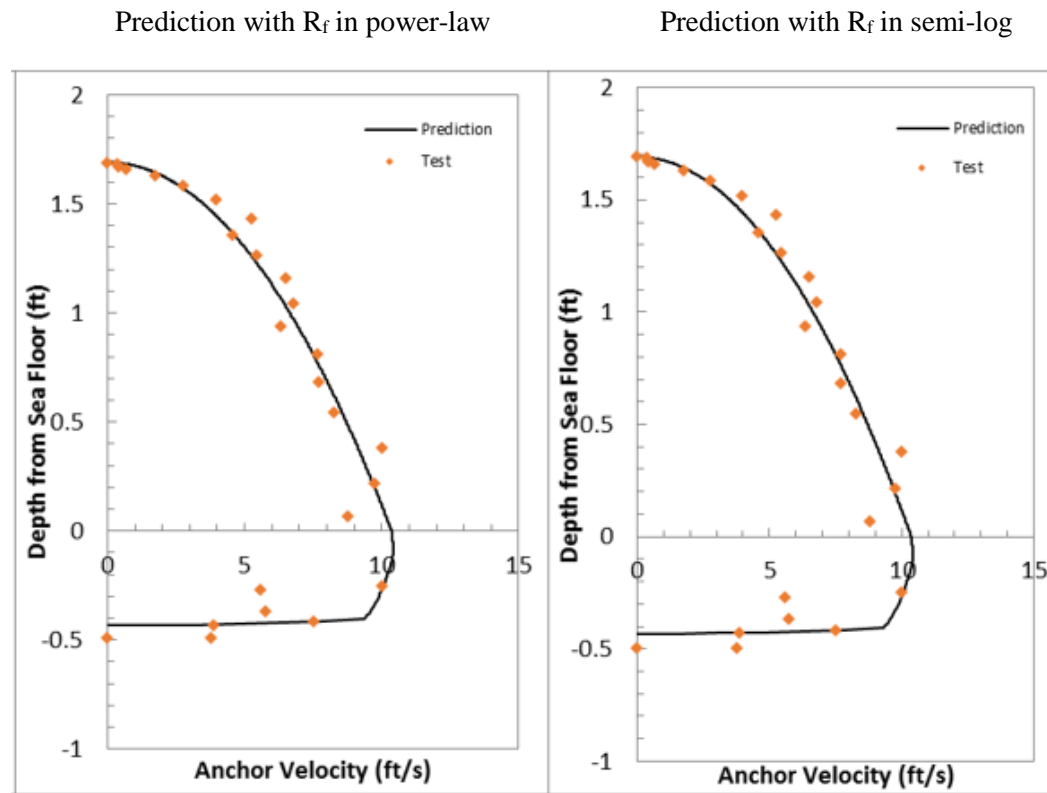 Prediction with Rf in power-law
Prediction with Rf in semi-log
2
1.5
1
0.5
0
-0.5
-1
0
5
10
15
Depth from Sea Floor (ft)
Anchor Velocity (ft/s)
Prediction
Test
2
1.5
1
0.5
0
-0.5
-1
0
5
10
15
Depth from Sea Floor (ft)
Anchor Velocity (ft/s)
Prediction
Test